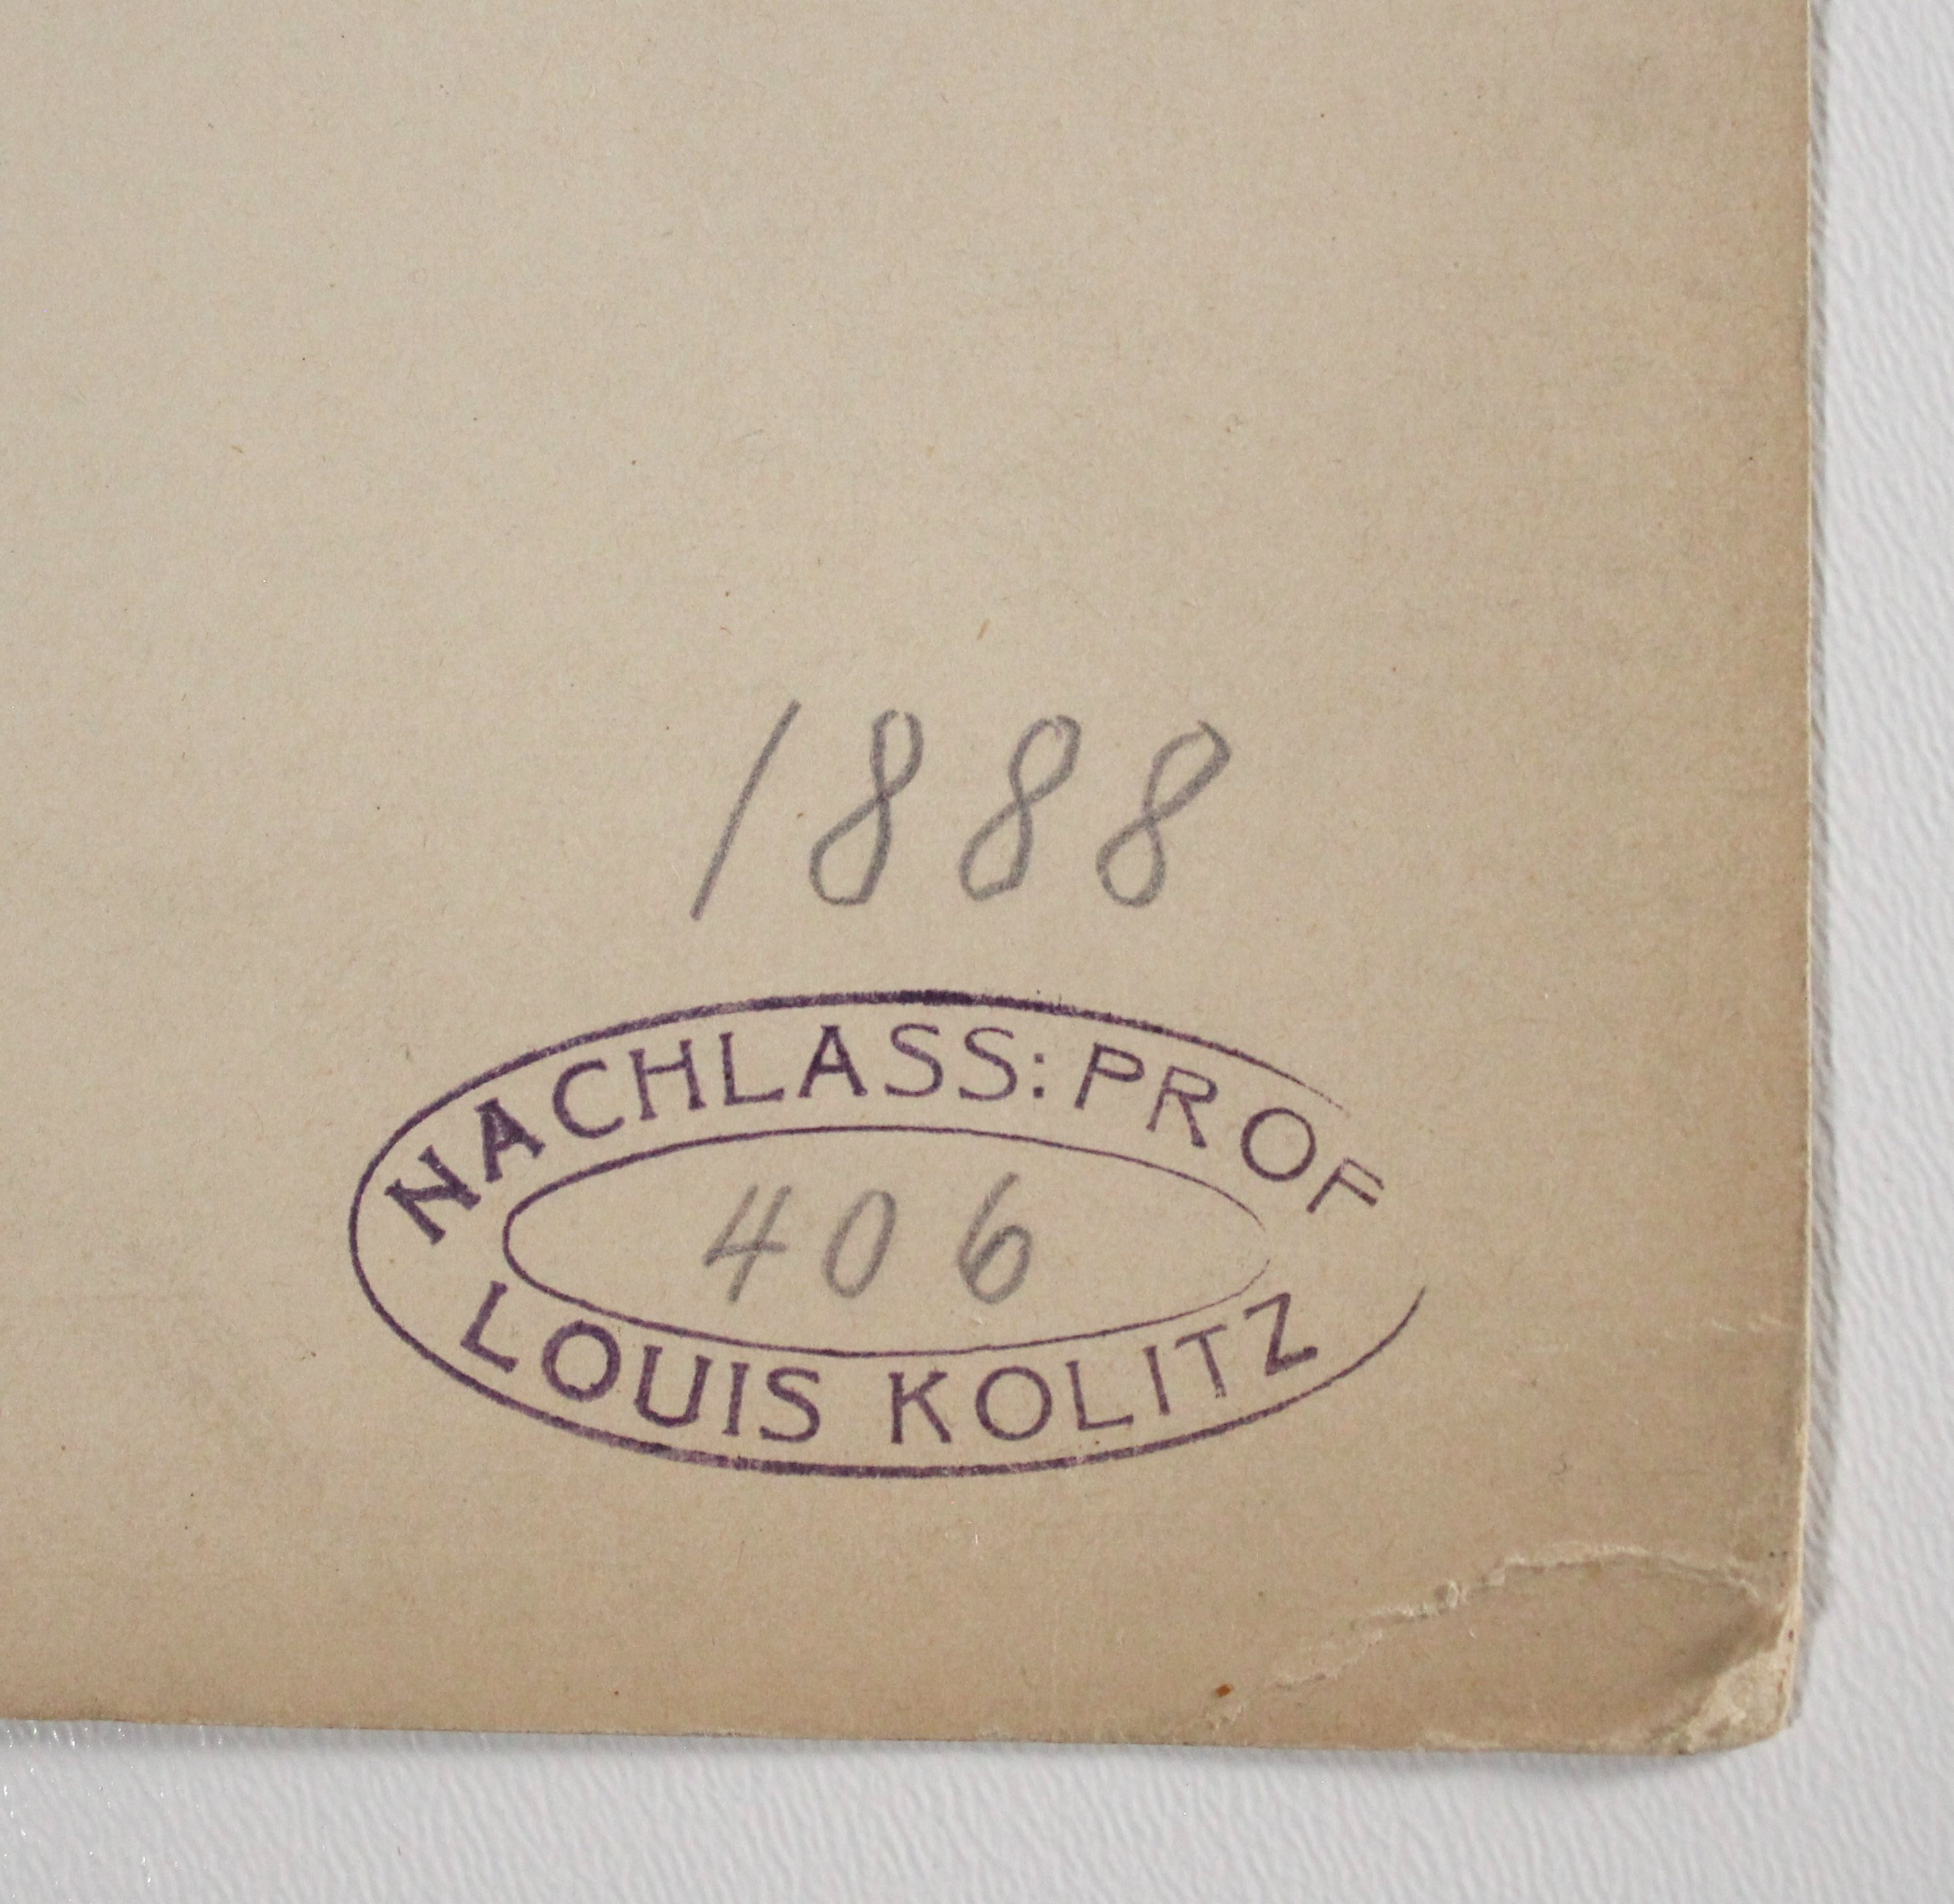 1888
NACHLASS: PROF
406
LOUIS KOLITZ